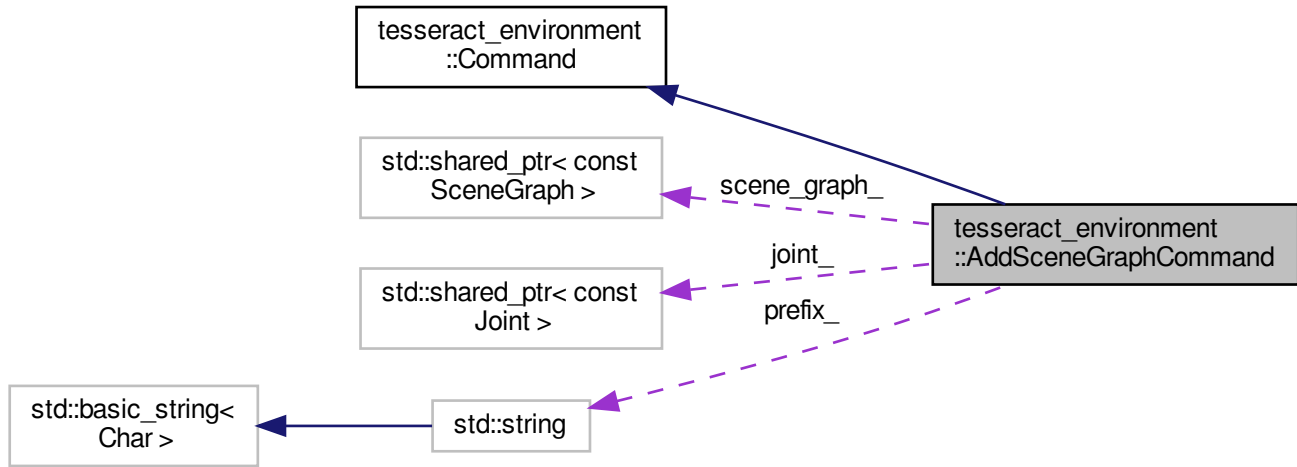 tesseract_environment
::Command
std::shared_ptr< const
SceneGraph >
scene_graph_
tesseract_environment
::AddSceneGraphCommand
joint_
std::shared_ptr< const
Joint >
prefix_
std::basic_string<
Char >
std::string